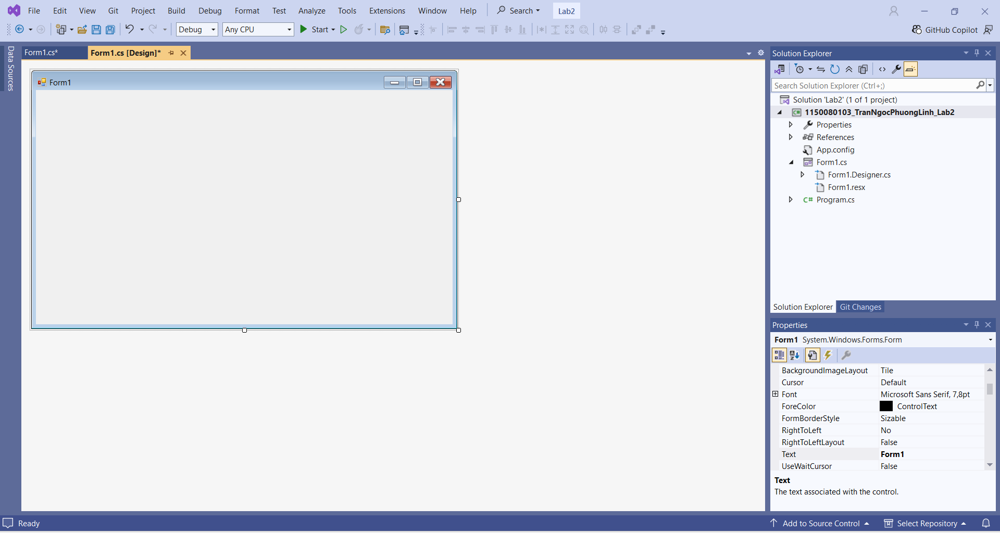 File Edit View Git Project Build Debug Format Test Analyze Tools Extensions Window Help Search Lab2
Debug Any CPU Start GitHub Copilot
Data Sources
Form1.cs* Form1.cs [Design]*
Form1
Solution Explorer
Search Solution Explorer (Ctrl+;)
Solution 'Lab2' (1 of 1 project)
C# 1150080103_TranNgocPhuongLinh_Lab2
Properties
References
App.config
Form1.cs
Form1.Designer.cs
Form1.resx
C# Program.cs
Solution Explorer Git Changes
Properties
Form1 System.Windows.Forms.Form
BackgroundImageLayout Tile
Cursor Default
Font Microsoft Sans Serif, 7,8pt
ForeColor ControlText
FormBorderStyle Sizable
RightToLeft No
RightToLeftLayout False
Text Form1
UseWaitCursor False
Text
The text associated with the control.
Ready Add to Source Control Select Repository